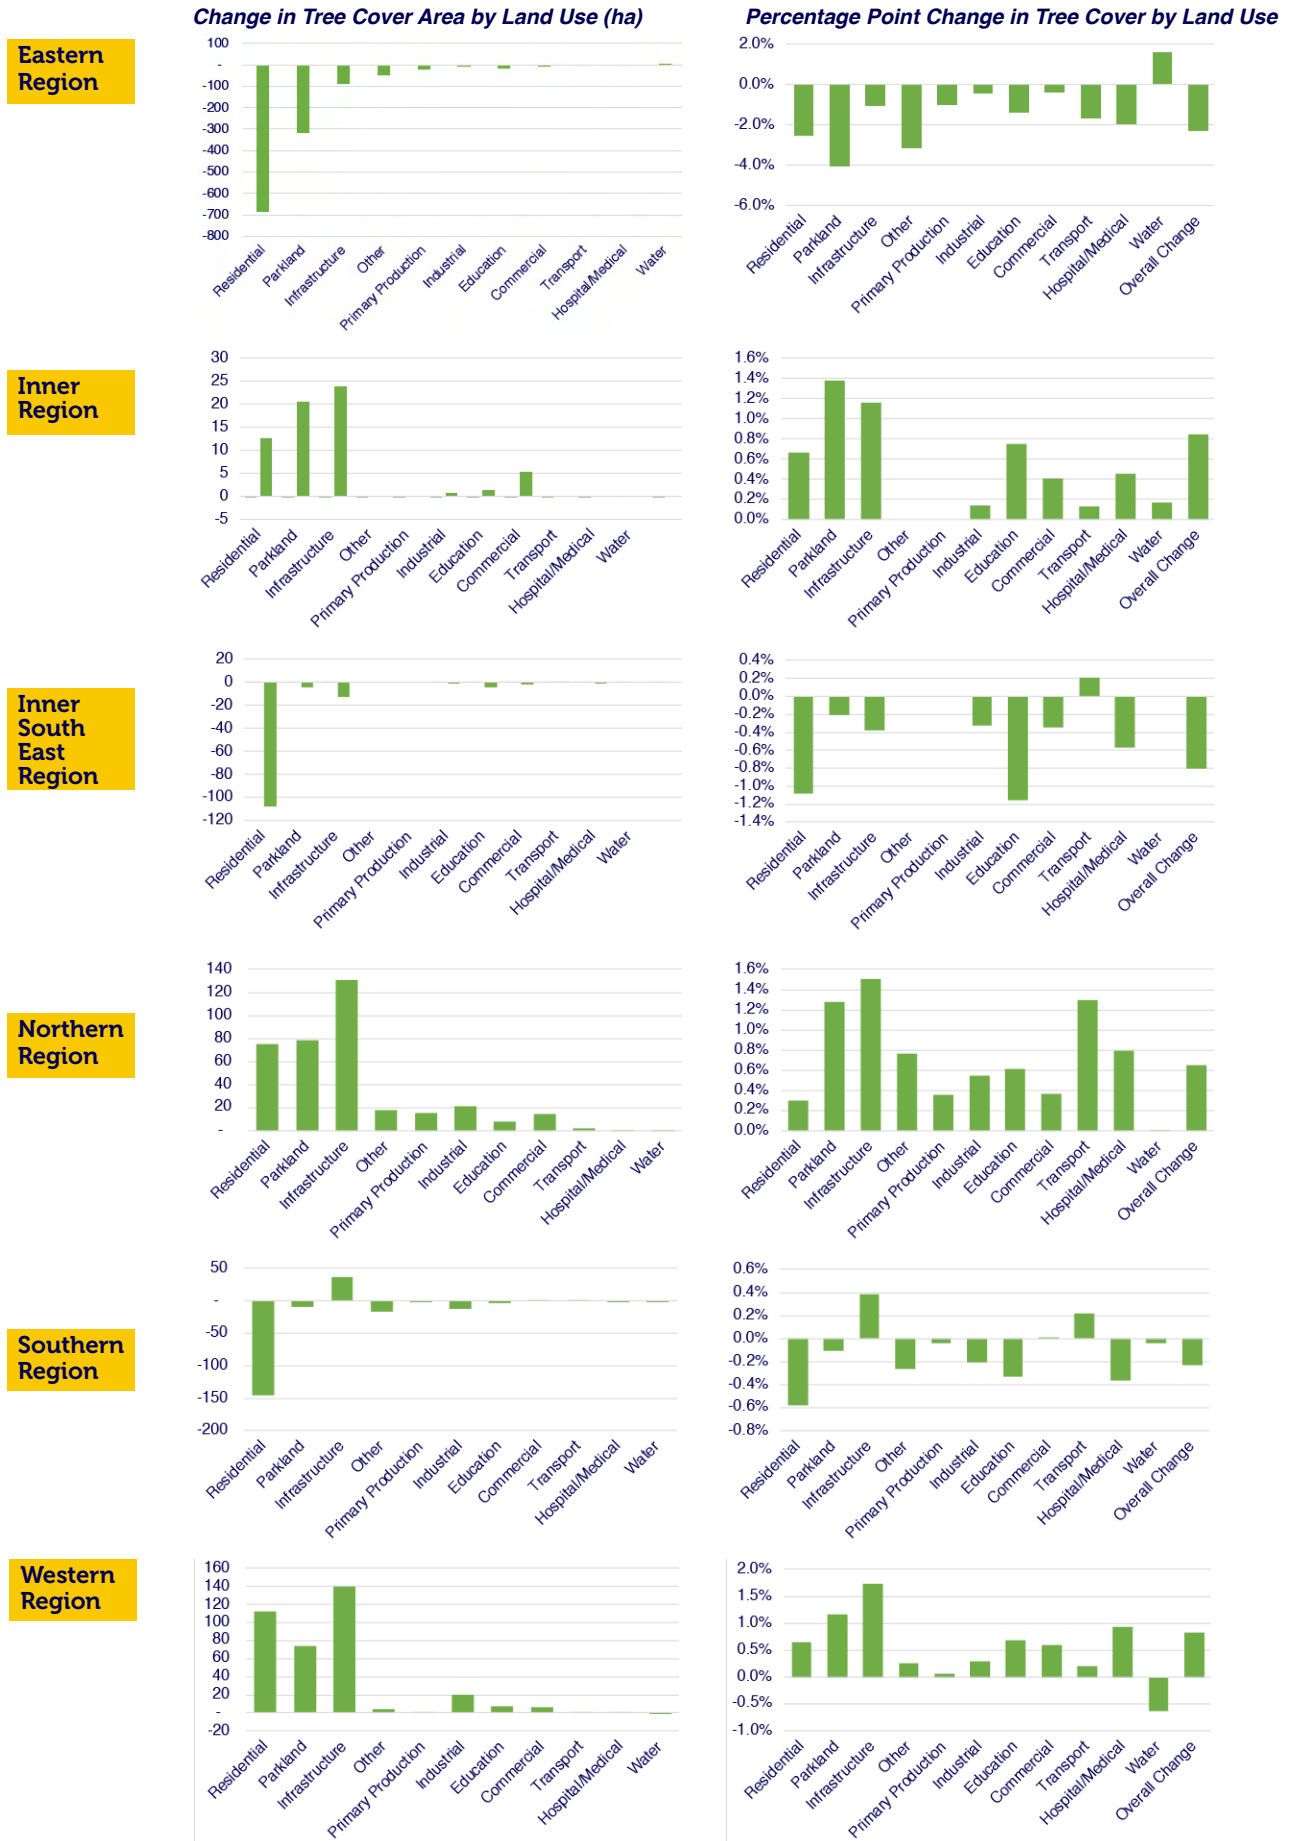 Change in Tree Cover Area by Land Use (ha)
Percentage Point Change in Tree Cover by Land Use
Eastern
Region
100
-
-100
-200
-300
-400
-500
-600
-700
-800
Residential
Parkland
Infrastructure
Other
Primary Production
Industrial
Education
Commercial
Transport
Hospital/Medical
Water
2.0%
0.0%
-2.0%
-4.0%
-6.0%
Residential
Parkland
Infrastructure
Other
Primary Production
Industrial
Education
Commercial
Transport
Hospital/Medical
Water
Overall Change
Inner
Region
30
25
20
15
10
5
0
-5
Residential
Parkland
Infrastructure
Other
Primary Production
Industrial
Education
Commercial
Transport
Hospital/Medical
Water
1.6%
1.4%
1.2%
1.0%
0.8%
0.6%
0.4%
0.2%
0.0%
Residential
Parkland
Infrastructure
Other
Primary Production
Industrial
Education
Commercial
Transport
Hospital/Medical
Water
Overall Change
Inner
South
East
Region
20
0
-20
-40
-60
-80
-100
-120
Residential
Parkland
Infrastructure
Other
Primary Production
Industrial
Education
Commercial
Transport
Hospital/Medical
Water
0.4%
0.2%
0.0%
-0.2%
-0.4%
-0.6%
-0.8%
-1.0%
-1.2%
-1.4%
Residential
Parkland
Infrastructure
Other
Primary Production
Industrial
Education
Commercial
Transport
Hospital/Medical
Water
Overall Change
Northern
Region
140
120
100
80
60
40
20
-
Residential
Parkland
Infrastructure
Other
Primary Production
Industrial
Education
Commercial
Transport
Hospital/Medical
Water
1.6%
1.4%
1.2%
1.0%
0.8%
0.6%
0.4%
0.2%
0.0%
Residential
Parkland
Infrastructure
Other
Primary Production
Industrial
Education
Commercial
Transport
Hospital/Medical
Water
Overall Change
Southern
Region
50
-
-50
-100
-150
-200
Residential
Parkland
Infrastructure
Other
Primary Production
Industrial
Education
Commercial
Transport
Hospital/Medical
Water
0.6%
0.4%
0.2%
0.0%
-0.2%
-0.4%
-0.6%
-0.8%
Residential
Parkland
Infrastructure
Other
Primary Production
Industrial
Education
Commercial
Transport
Hospital/Medical
Water
Overall Change
Western
Region
160
140
120
100
80
60
40
20
-
-20
Residential
Parkland
Infrastructure
Other
Primary Production
Industrial
Education
Commercial
Transport
Hospital/Medical
Water
2.0%
1.5%
1.0%
0.5%
0.0%
-0.5%
-1.0%
Residential
Parkland
Infrastructure
Other
Primary Production
Industrial
Education
Commercial
Transport
Hospital/Medical
Water
Overall Change